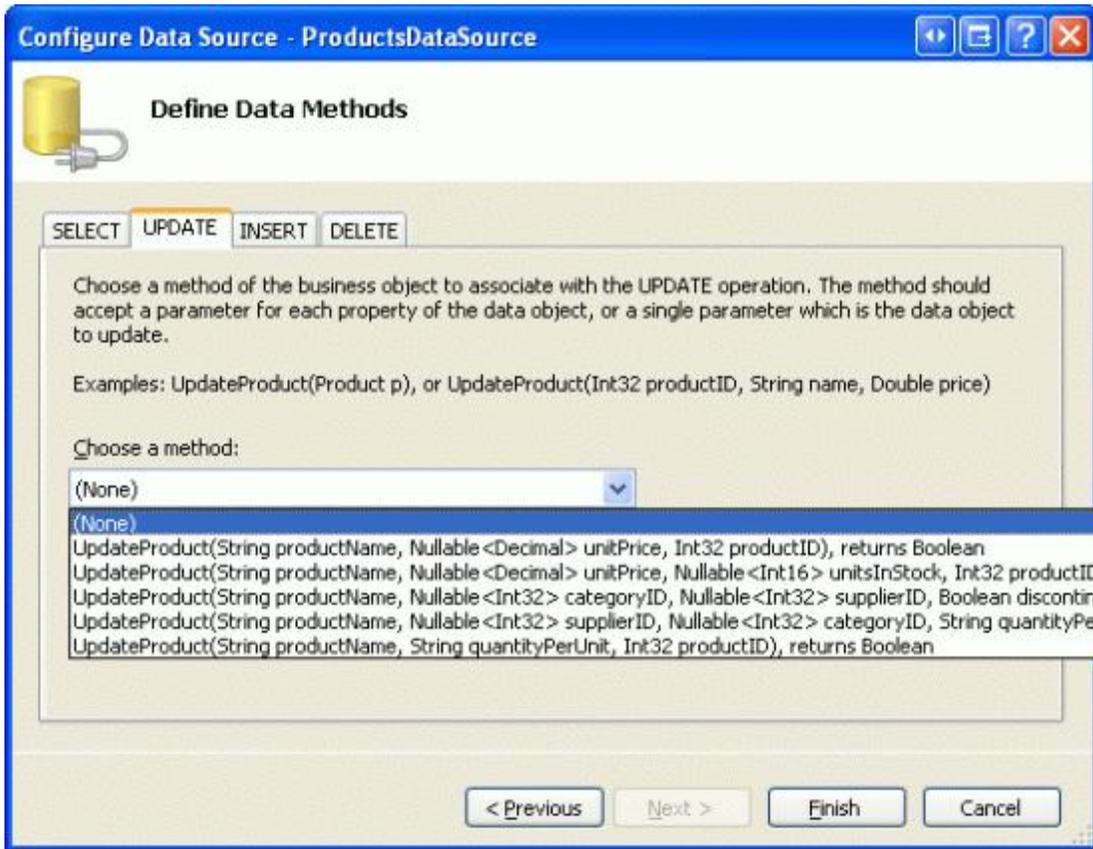 Configure Data Source - ProductsDataSource
Define Data Methods
SELECT UPDATE INSERT DELETE
Choose a method of the business object to associate with the UPDATE operation. The method should
accept a parameter for each property of the data object, or a single parameter which is the data object
to update.
Examples: UpdateProduct(Product p), or UpdateProduct(Int32 productID, String name, Double price)
Choose a method:
(None)
(None)
UpdateProduct(String productName, Nullable<Decimal> unitPrice, Int32 productID), returns Boolean
UpdateProduct(String productName, Nullable<Decimal> unitPrice, Nullable<Int16> unitsInStock, Int32 productID
UpdateProduct(String productName, Nullable<Int32> categoryID, Nullable<Int32> supplierID, Boolean discontin
UpdateProduct(String productName, Nullable<Int32> supplierID, Nullable<Int32> categoryID, String quantityPe
UpdateProduct(String productName, String quantityPerUnit, Int32 productID), returns Boolean
< Previous Next > Finish Cancel